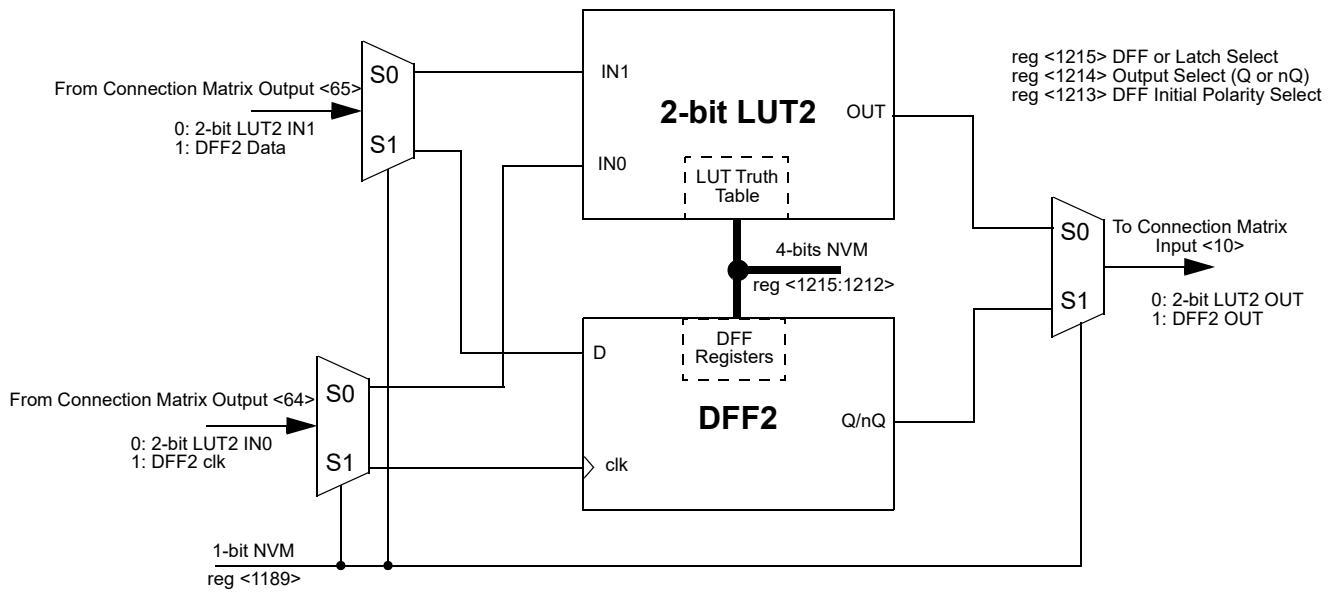 From Connection Matrix Output <65>
0: 2-bit LUT2 IN1
1: DFF2 Data
S0
S1
IN1
IN0
2-bit LUT2
OUT
LUT Truth
Table
reg <1215> DFF or Latch Select
reg <1214> Output Select (Q or nQ)
reg <1213> DFF Initial Polarity Select
4-bits NVM
reg <1215:1212>
S0
S1
To Connection Matrix
Input <10>
0: 2-bit LUT2 OUT
1: DFF2 OUT
From Connection Matrix Output <64>
0: 2-bit LUT2 IN0
1: DFF2 clk
S0
S1
D
clk
DFF
Registers
DFF2
Q/nQ
1-bit NVM
reg <1189>